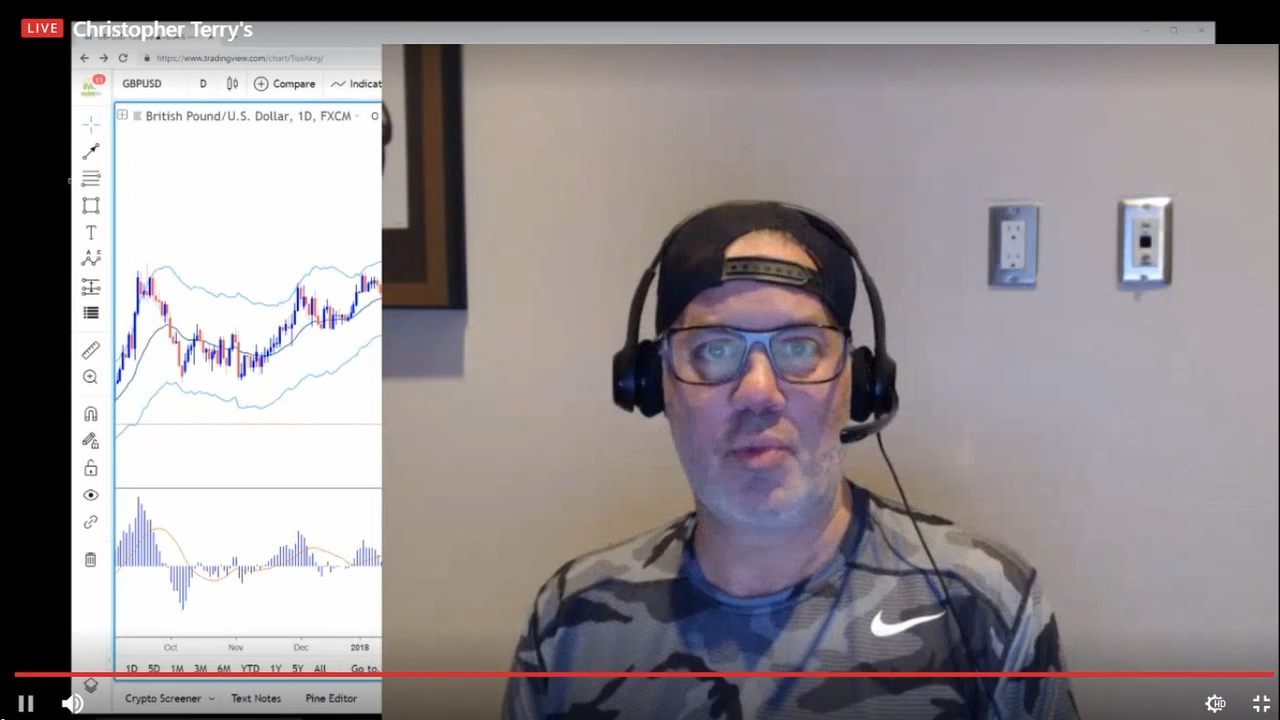 LIVE Christopher Terry's
https://www.tradingview.com/chart/TsixAknj/
11
GBPUSD D Compare Indicat
British Pound/U.S. Dollar, 1D, FXCM O
T
Oct Nov Dec 2018
1D 5D 1M 3M 6M YTD 1Y 5Y All Go to.
Crypto Screener Text Notes Pine Editor
HD